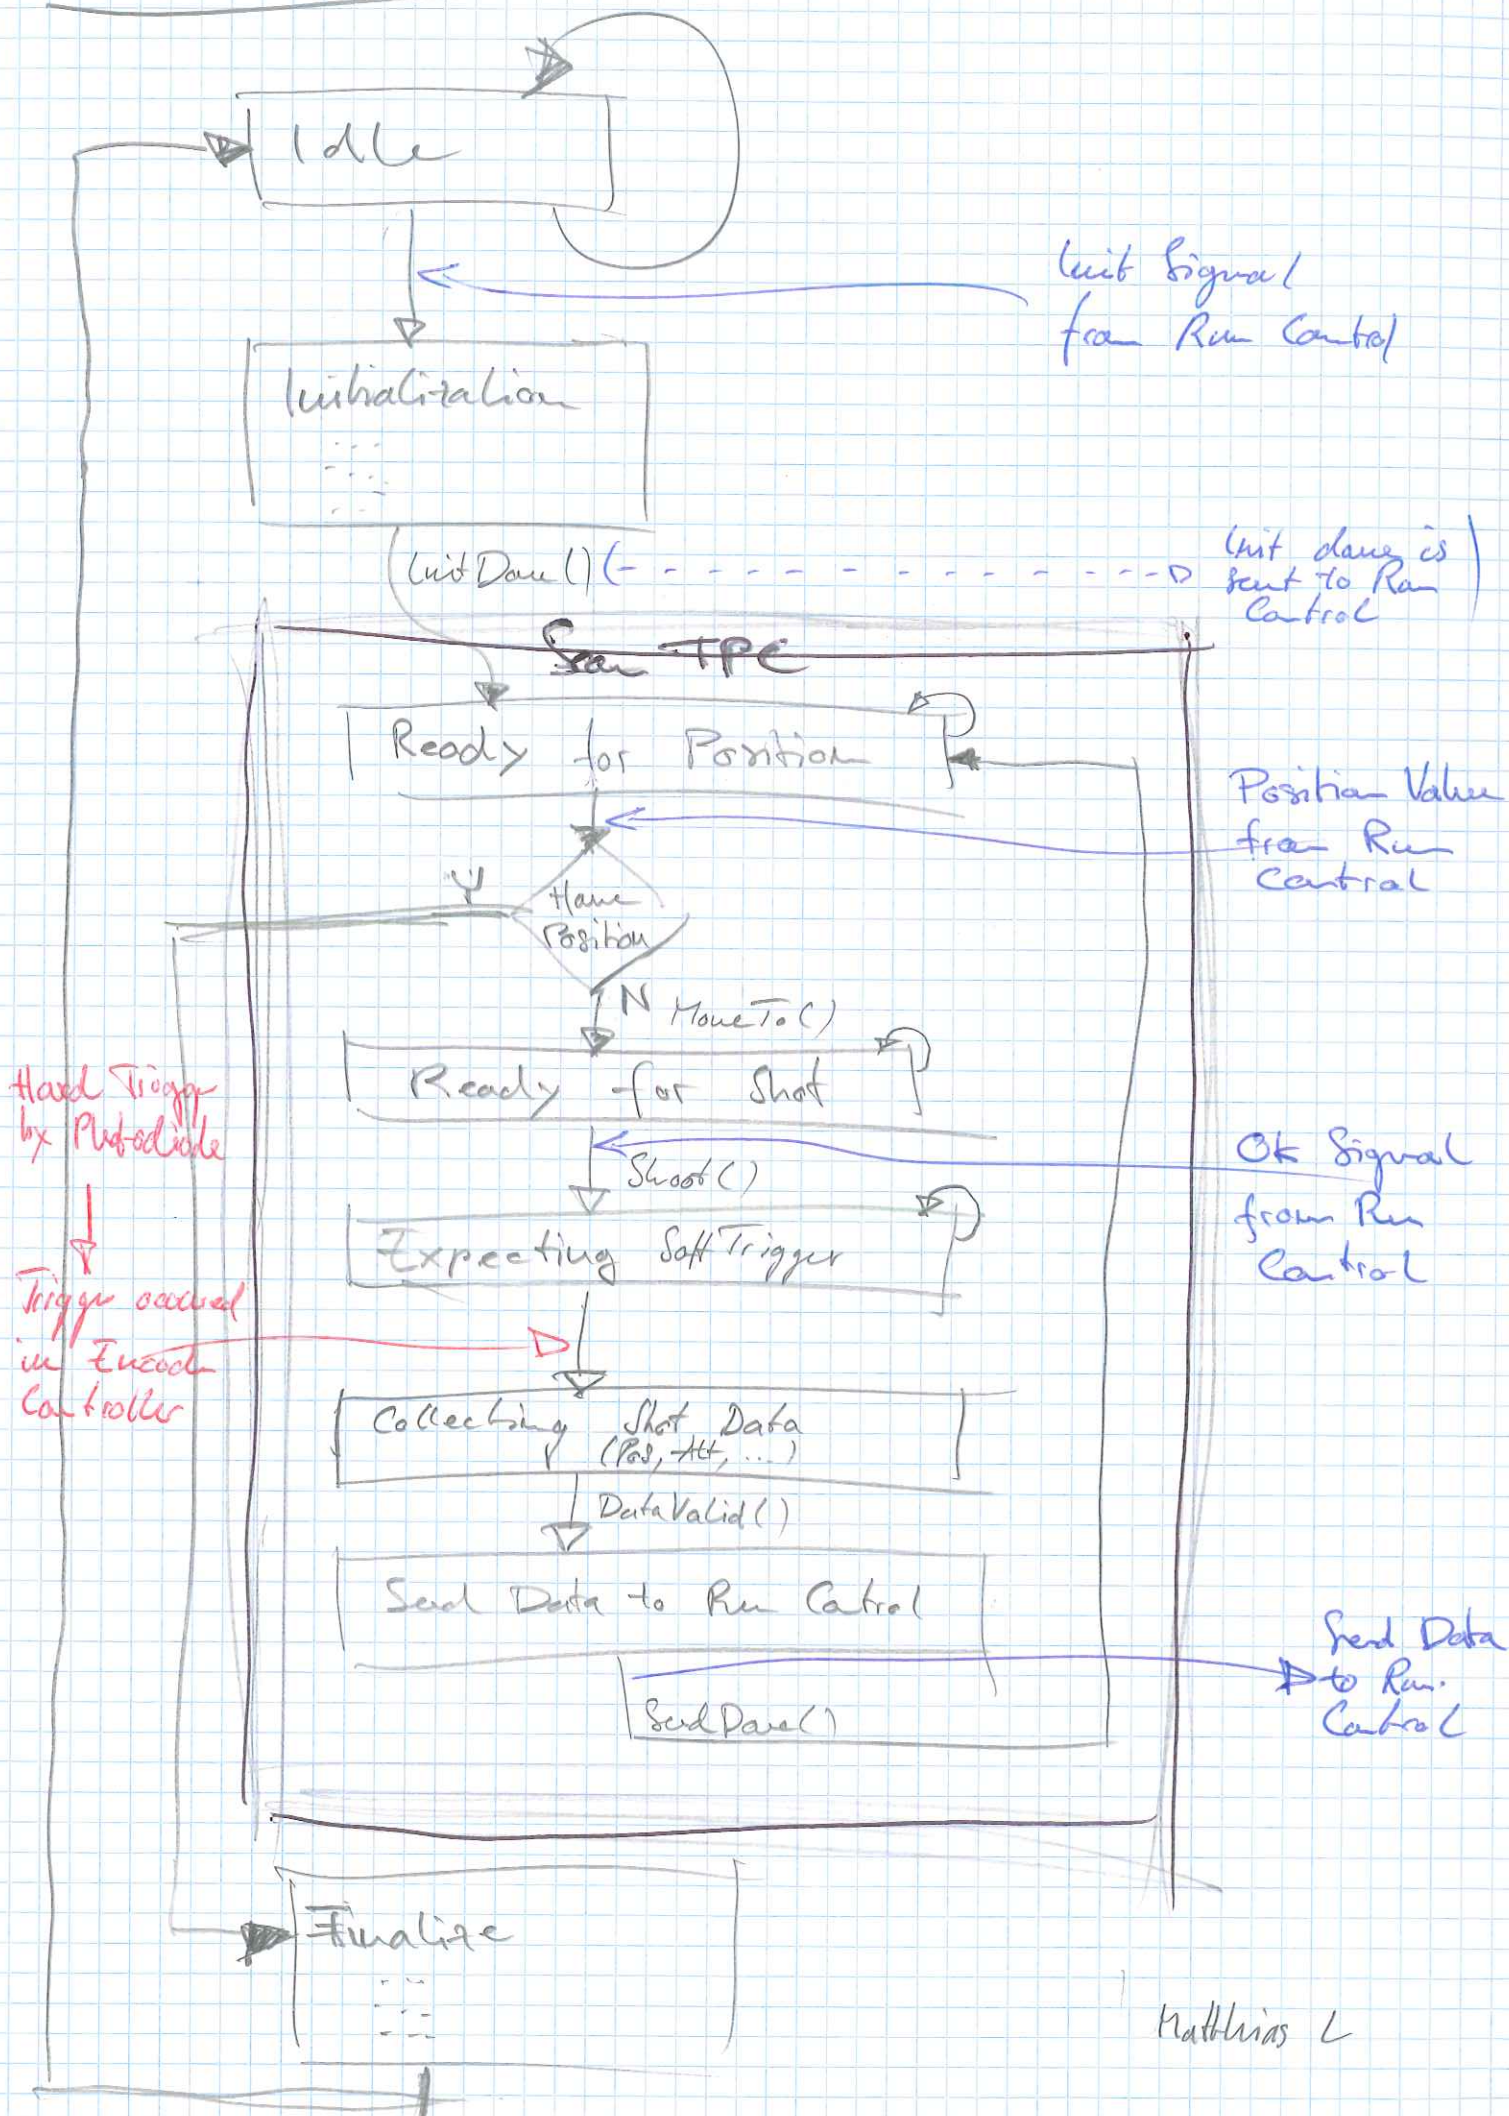 Idle
Init Signal
from Run Control
Initialization
InitDone()
Init done is
sent to Run
Control
Scan TPC
Ready for Position
Position Value
from Run
Control
Y
Have
Position
N MoveTo()
Ready for Shot
Hard Trigger
by Photodiode
Ok Signal
from Run
Control
Shoot()
Expecting SoftTrigger
Trigger occured
in Encoder
Controller
Collecting Shot Data
(Pos, Att, ...)
DataValid()
Send Data to Run Control
Send Data
to Run
Control
SendDone()
Finalize
Matthias L